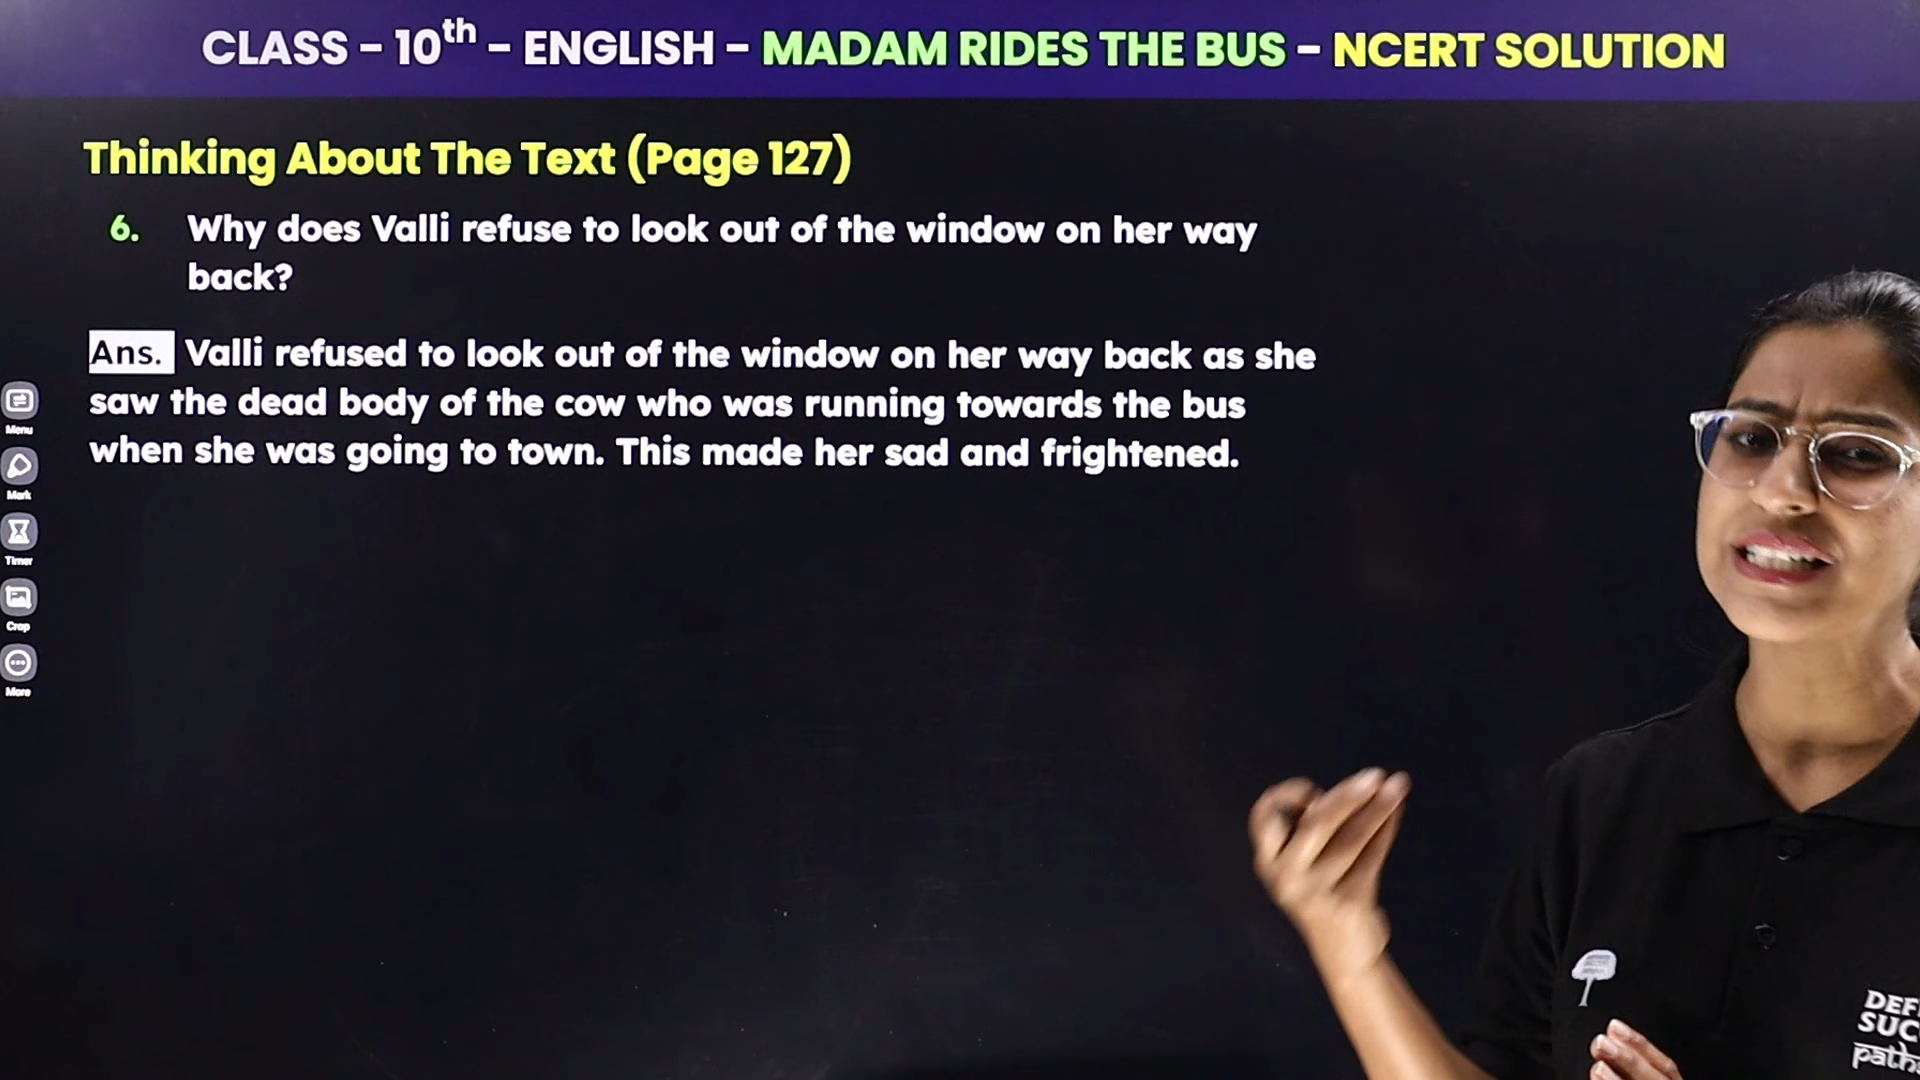 CLASS – 10th – ENGLISH – MADAM RIDES THE BUS – NCERT SOLUTION
Thinking About The Text (Page 127)
6. Why does Valli refuse to look out of the window on her way
back?
Ans. Valli refused to look out of the window on her way back as she
saw the dead body of the cow who was running towards the bus
when she was going to town. This made her sad and frightened.
Menu
Mark
Timer
Crop
More